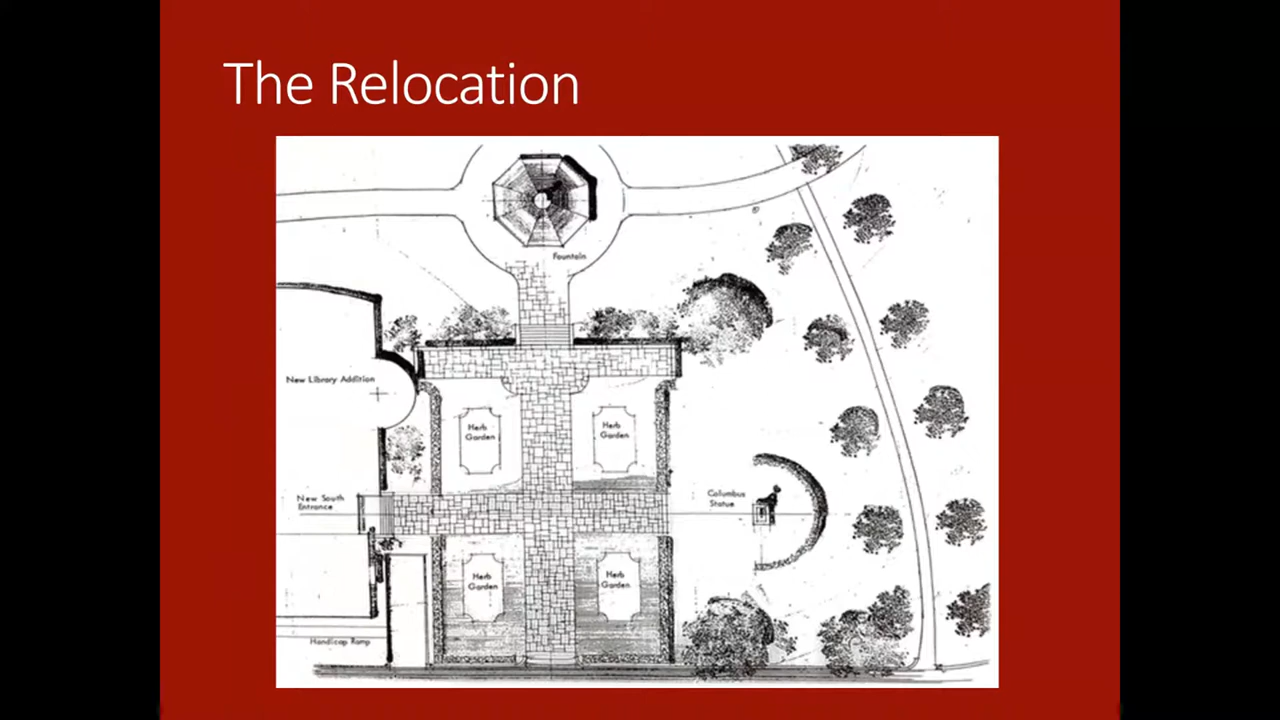 The Relocation
Fountain
New Library Addition
Herb
Garden
Herb
Garden
New South
Entrance
Columbus
Statue
Herb
Garden
Herb
Garden
Handicap Ramp